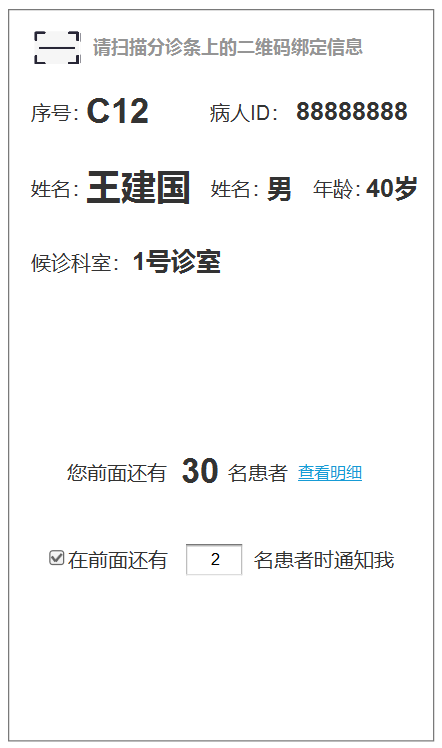 请扫描分诊条上的二维码绑定信息
序号：C12 病人ID： 88888888
姓名：王建国 姓名：男 年龄：40岁
候诊科室： 1号诊室
您前面还有 30 名患者 查看明细
在前面还有 2 名患者时通知我